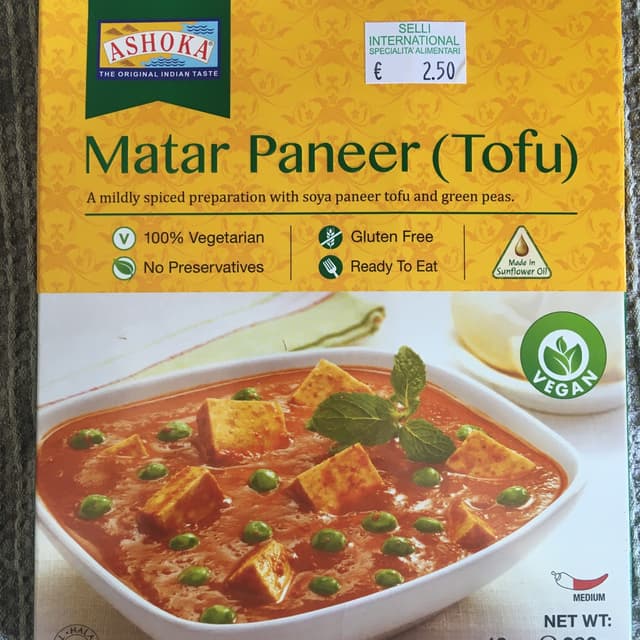 ASHOKA
THE ORIGINAL INDIAN TASTE
SELLI
INTERNATIONAL
SPECIALITA' ALIMENTARI
€ 2.50
Matar Paneer (Tofu)
A mildly spiced preparation with soya paneer tofu and green peas.
V 100% Vegetarian
No Preservatives
Gluten Free
Ready To Eat
Made in
Sunflower Oil
VEGAN
MEDIUM
NET WT: